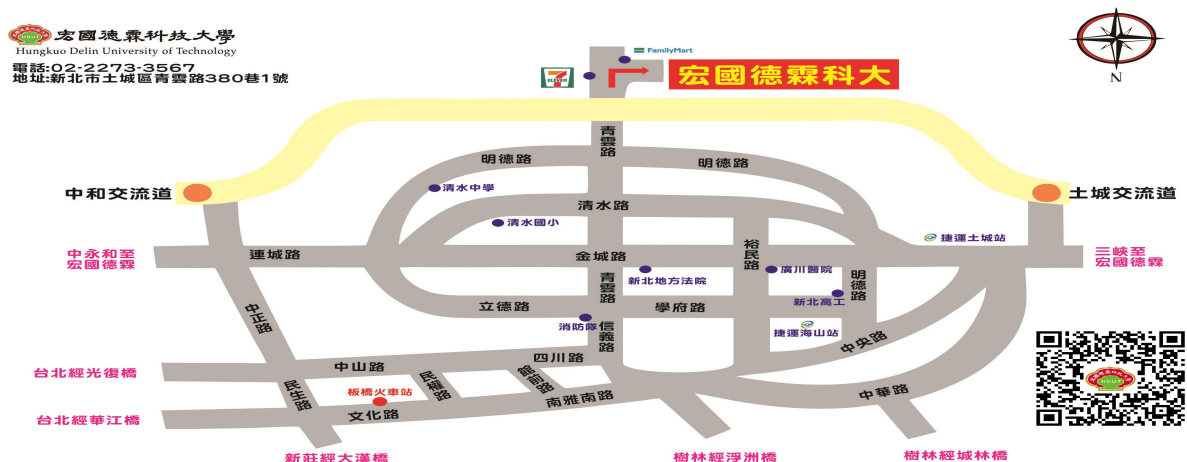 宏國德霖科技大學
Hungkuo Delin University of Technology
電話:02-2273-3567
地址:新北市土城區青雲路380巷1號
FamilyMart
7
ELEVEN
宏國德霖科大
N
青雲路
明德路
明德路
清水中學
中和交流道
土城交流道
清水路
清水國小
捷運土城站
中永和至
宏國德霖
連城路
金城路
裕民路
三峽至
宏國德霖
新北地方法院
廣川醫院
青雲路
明德路
中正路
立德路
學府路
新北高工
消防隊
信義路
捷運海山站
中央路
四川路
中山路
台北經光復橋
民權路
館前路
板橋火車站
民生路
中華路
南雅南路
文化路
台北經華江橋
HCUT
新莊經大漢橋
樹林經浮洲橋
樹林經城林橋